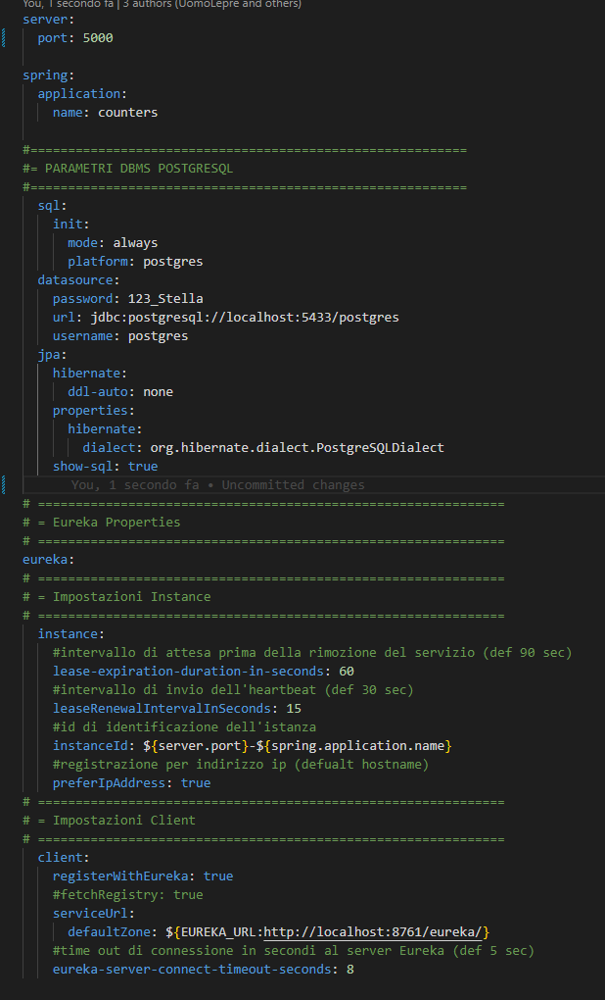 You, 1 secondo fa | 3 authors (UomoLepre and others)
server:
  port: 5000
spring:
  application:
    name: counters
#==========================================================
#= PARAMETRI DBMS POSTGRESQL
#==========================================================
  sql:
    init:
      mode: always
      platform: postgres
  datasource:
    password: 123_Stella
    url: jdbc:postgresql://localhost:5433/postgres
    username: postgres
  jpa:
    hibernate:
      ddl-auto: none
    properties:
      hibernate:
        dialect: org.hibernate.dialect.PostgreSQLDialect
    show-sql: true
You, 1 secondo fa • Uncommitted changes
# ==============================================================
# = Eureka Properties
# ==============================================================
eureka:
# ==============================================================
# = Impostazioni Instance
# ==============================================================
  instance:
    #intervallo di attesa prima della rimozione del servizio (def 90 sec)
    lease-expiration-duration-in-seconds: 60
    #intervallo di invio dell'heartbeat (def 30 sec)
    leaseRenewalIntervalInSeconds: 15
    #id di identificazione dell'istanza
    instanceId: ${server.port}-${spring.application.name}
    #registrazione per indirizzo ip (defualt hostname)
    preferIpAddress: true
# ==============================================================
# = Impostazioni Client
# ==============================================================
  client:
    registerWithEureka: true
    #fetchRegistry: true
    serviceUrl:
      defaultZone: ${EUREKA_URL:http://localhost:8761/eureka/}
    #time out di connessione in secondi al server Eureka (def 5 sec)
    eureka-server-connect-timeout-seconds: 8